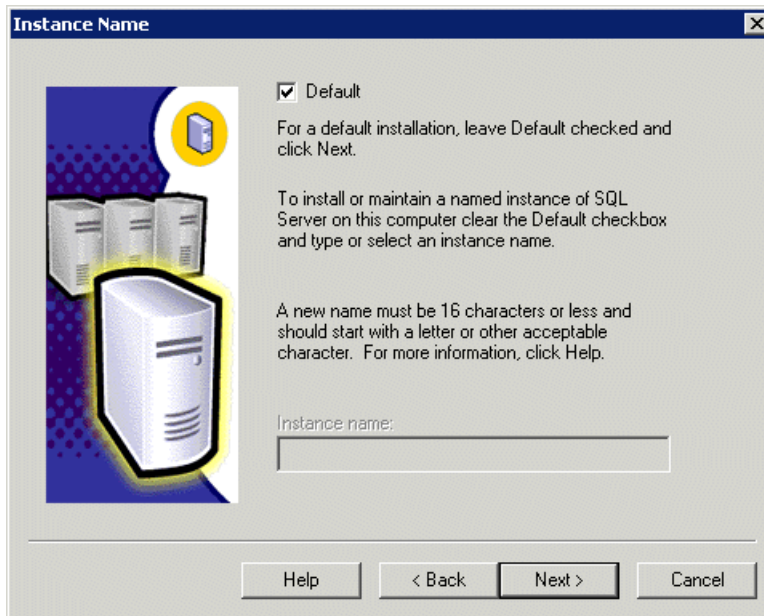 Instance Name
Default
For a default installation, leave Default checked and
click Next.
To install or maintain a named instance of SQL
Server on this computer clear the Default checkbox
and type or select an instance name.
A new name must be 16 characters or less and
should start with a letter or other acceptable
character.  For more information, click Help.
Instance name:
Help
< Back
Next >
Cancel